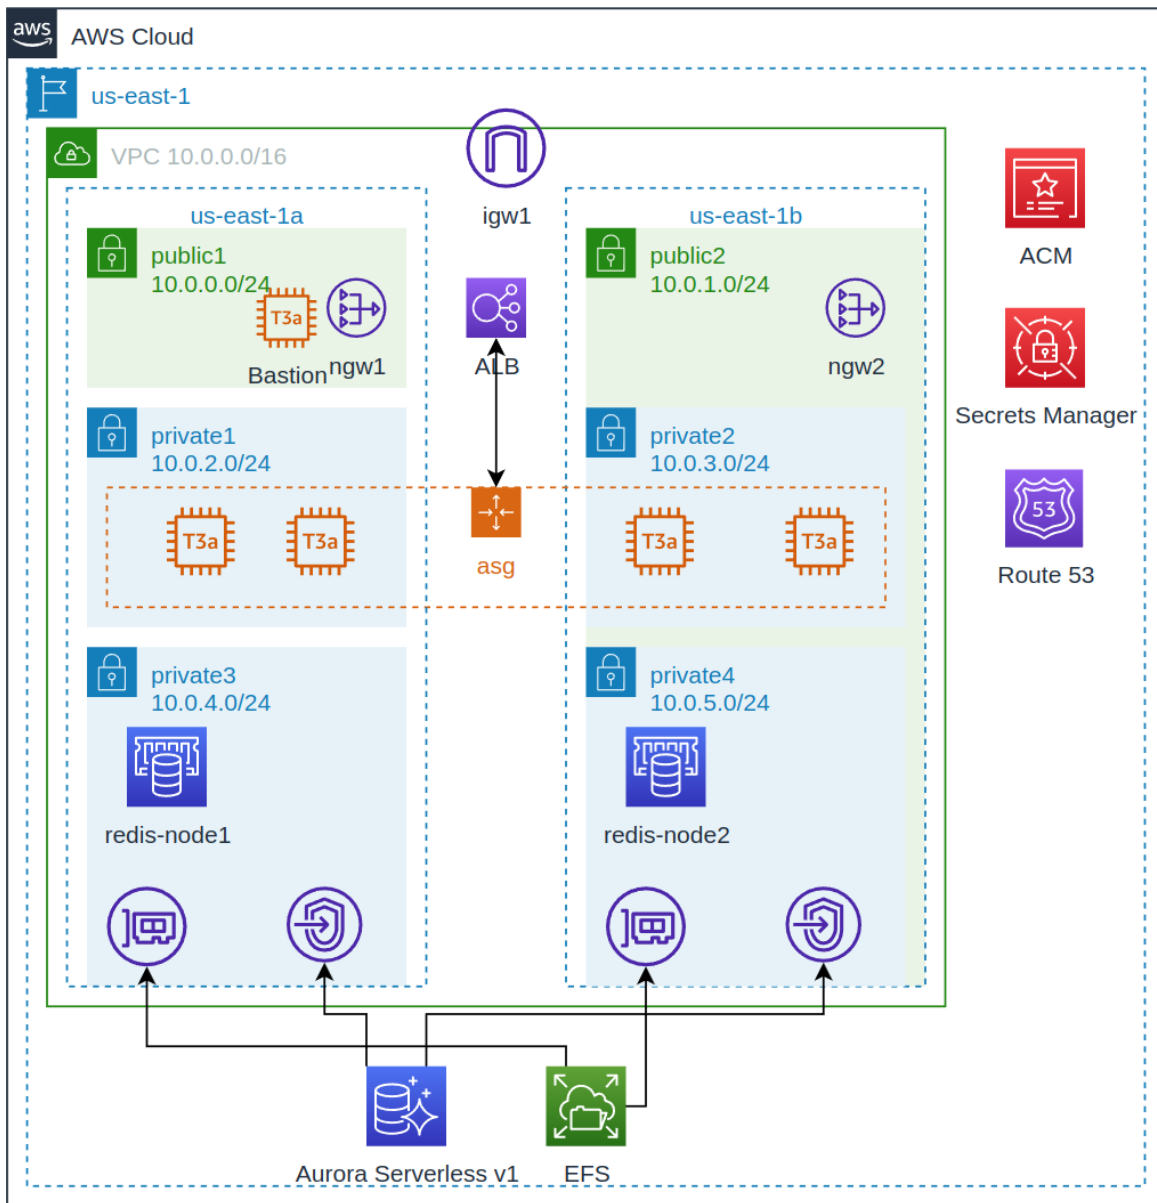 aws
AWS Cloud
us-east-1
VPC 10.0.0.0/16
igw1
us-east-1a
us-east-1b
public1
10.0.0.0/24
T3a
Bastion
ngw1
ALB
public2
10.0.1.0/24
ngw2
ACM
Secrets Manager
53
Route 53
private1
10.0.2.0/24
T3a
T3a
asg
private2
10.0.3.0/24
T3a
T3a
private3
10.0.4.0/24
redis-node1
private4
10.0.5.0/24
redis-node2
Aurora Serverless v1
EFS